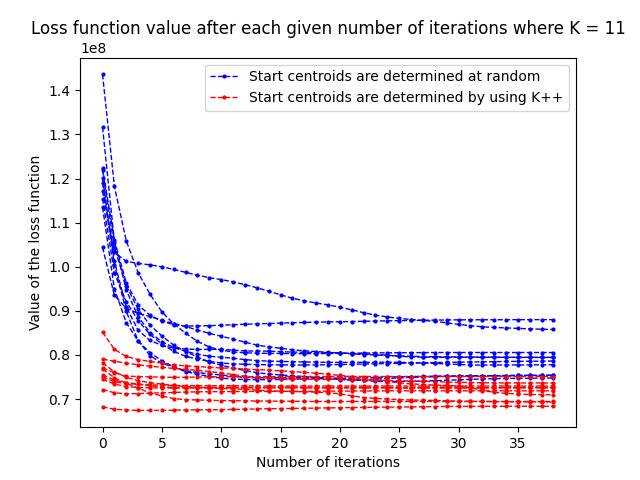 Loss function value after each given number of iterations where K = 11
1e8
Start centroids are determined at random
Start centroids are determined by using K++
1.4
1.3
1.2
1.1
1.0
0.9
0.8
0.7
Value of the loss function
0 5 10 15 20 25 30 35
Number of iterations